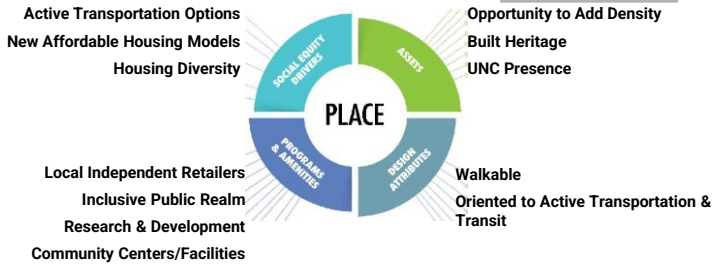 Active Transportation Options
New Affordable Housing Models
Housing Diversity
Opportunity to Add Density
Built Heritage
UNC Presence
SOCIAL EQUITY
DRIVERS
ASSETS
PLACE
PROGRAMS
& AMENITIES
DESIGN
ATTRIBUTES
Local Independent Retailers
Inclusive Public Realm
Research & Development
Community Centers/Facilities
Walkable
Oriented to Active Transportation &
Transit